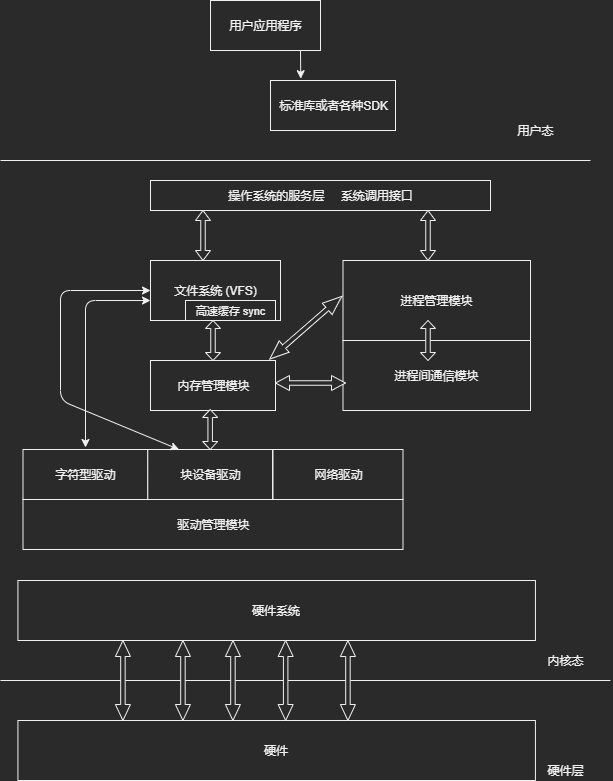 用户应用程序
标准库或者各种SDK
用户态
操作系统的服务层 系统调用接口
文件系统 (VFS)
高速缓存 sync
进程管理模块
内存管理模块
进程间通信模块
字符型驱动
块设备驱动
网络驱动
驱动管理模块
硬件系统
内核态
硬件
硬件层